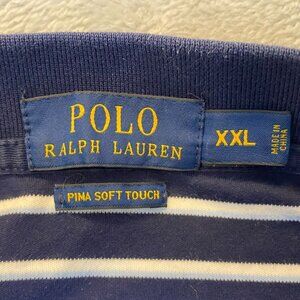 POLO
RALPH LAUREN
XXL
MADE IN
CHINA
PIMA SOFT TOUCH